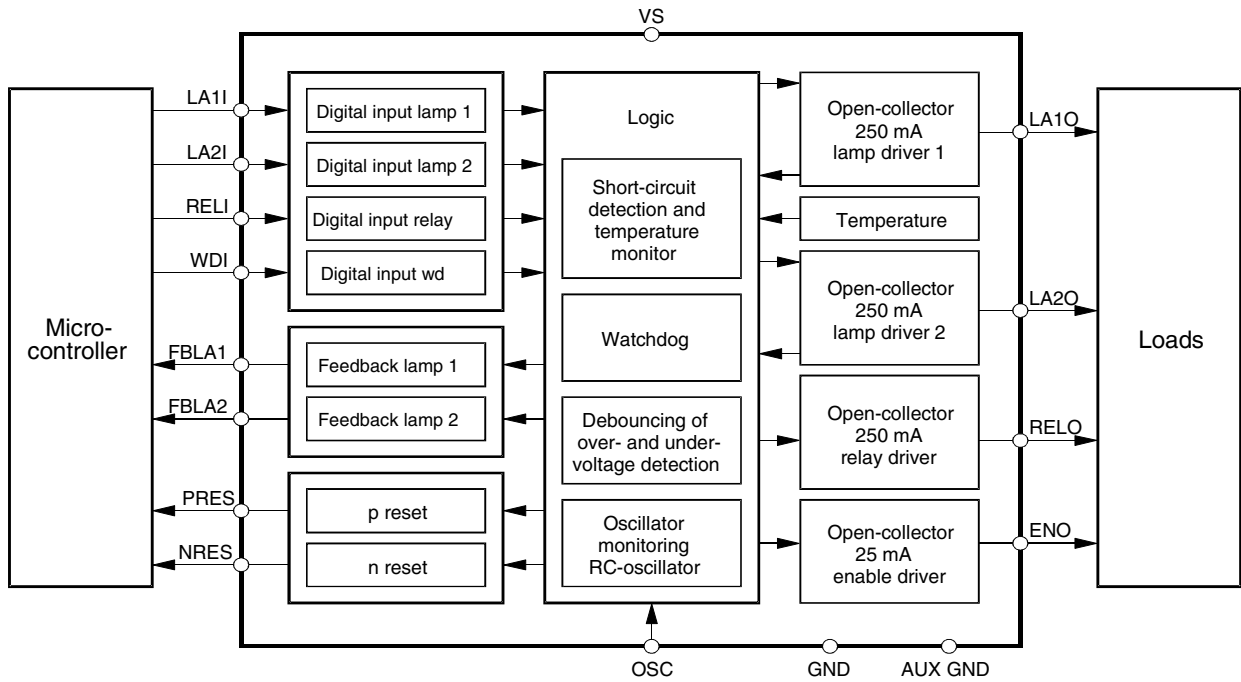 VS
Micro-
controller
LA1I
LA2I
RELI
WDI
FBLA1
FBLA2
PRES
NRES
Digital input lamp 1
Digital input lamp 2
Digital input relay
Digital input wd
Feedback lamp 1
Feedback lamp 2
p reset
n reset
Logic
Short-circuit
detection and
temperature
monitor
Watchdog
Debouncing of
over- and under-
voltage detection
Oscillator
monitoring
RC-oscillator
Open-collector
250 mA
lamp driver 1
Temperature
Open-collector
250 mA
lamp driver 2
Open-collector
250 mA
relay driver
Open-collector
25 mA
enable driver
LA1O
LA2O
RELO
ENO
Loads
OSC
GND
AUX GND